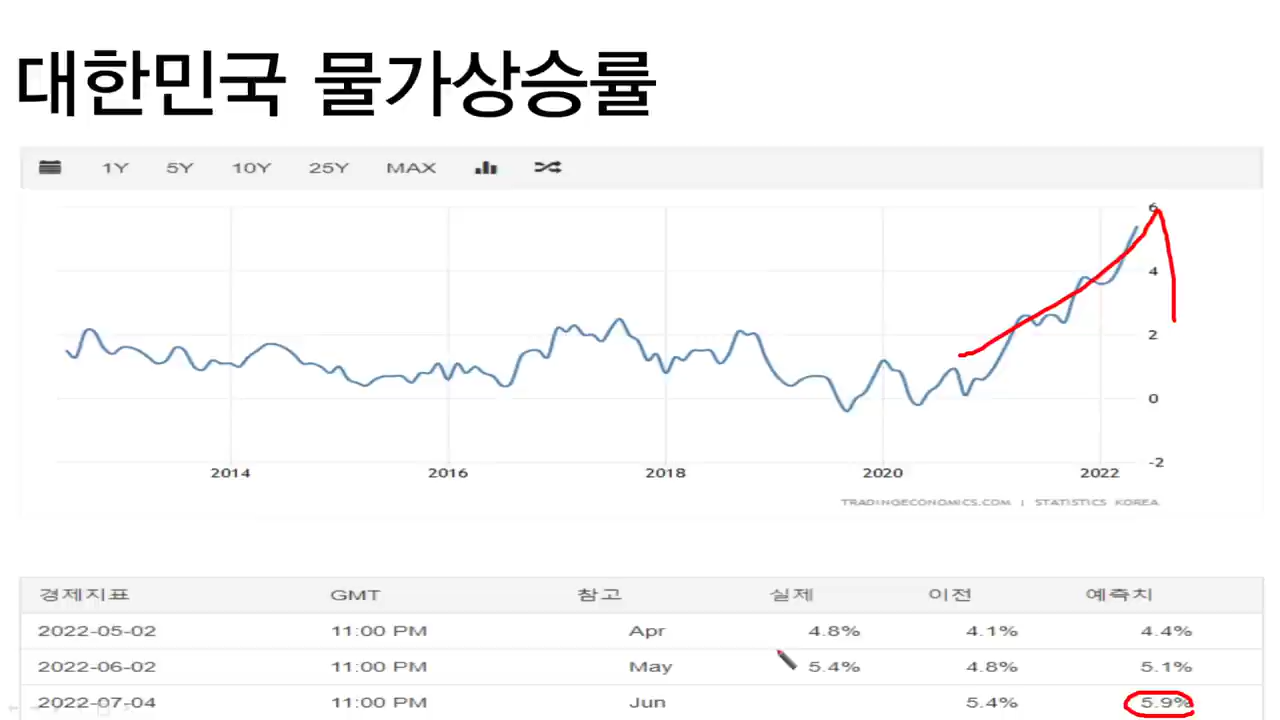 대한민국 물가상승률
1Y 5Y 10Y 25Y MAX
6
4
2
0
-2
2014 2016 2018 2020 2022
TRADINGECONOMICS.COM | STATISTICS KOREA
경제지표 GMT 참고 실제 이전 예측치
2022-05-02 11:00 PM Apr 4.8% 4.1% 4.4%
2022-06-02 11:00 PM May 5.4% 4.8% 5.1%
2022-07-04 11:00 PM Jun 5.4% 5.9%